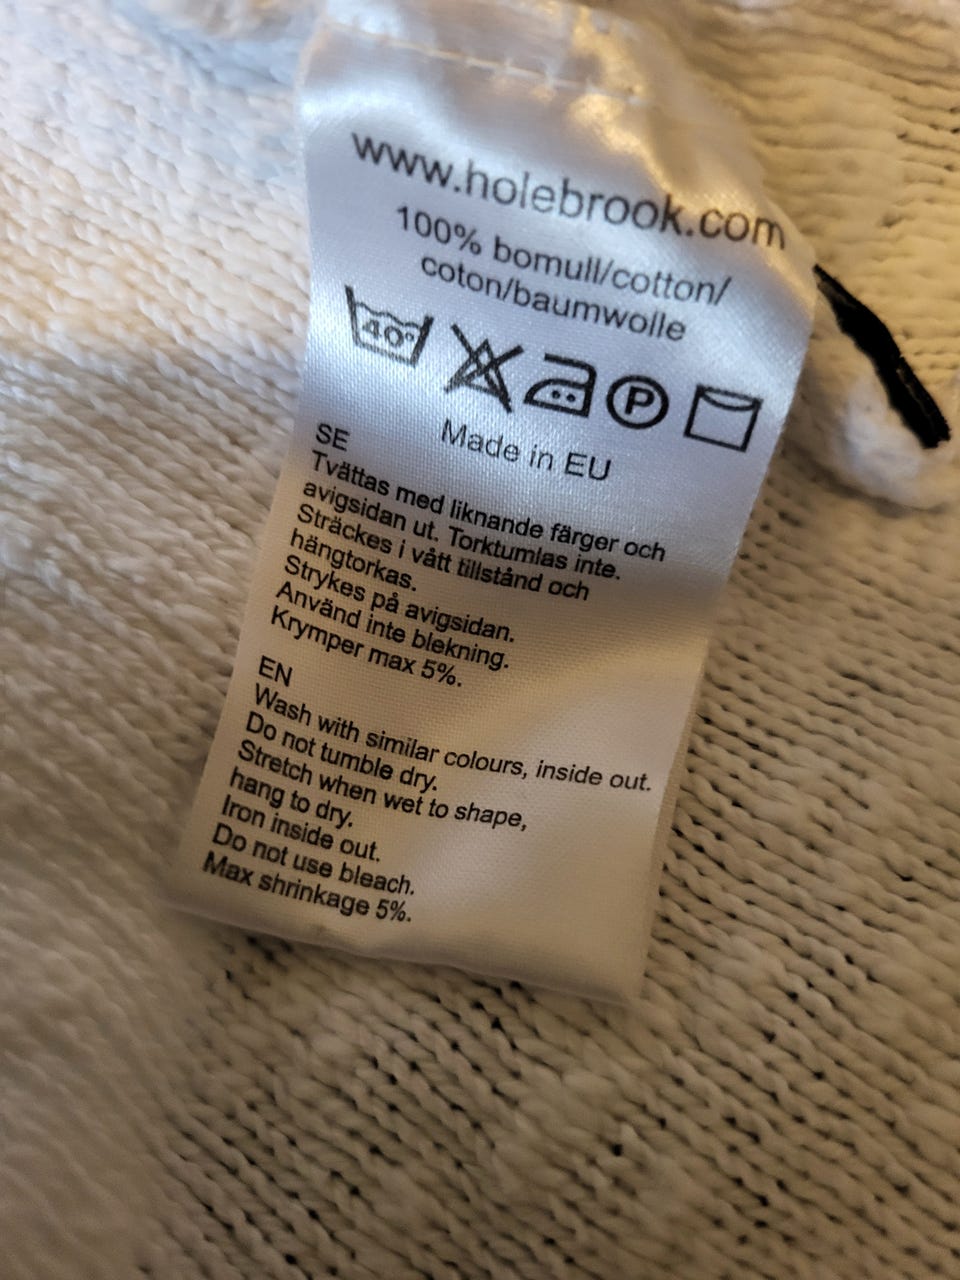 www.holebrook.com
100% bomull/cotton/
coton/baumwolle
40° P
Made in EU
SE
Tvättas med liknande färger och
avigsidan ut. Torktumlas inte.
Sträckes i vått tillstånd och
hängtorkas.
Strykes på avigsidan.
Använd inte blekning.
Krymper max 5%.
EN
Wash with similar colours, inside out.
Do not tumble dry.
Stretch when wet to shape,
hang to dry.
Iron inside out.
Do not use bleach.
Max shrinkage 5%.